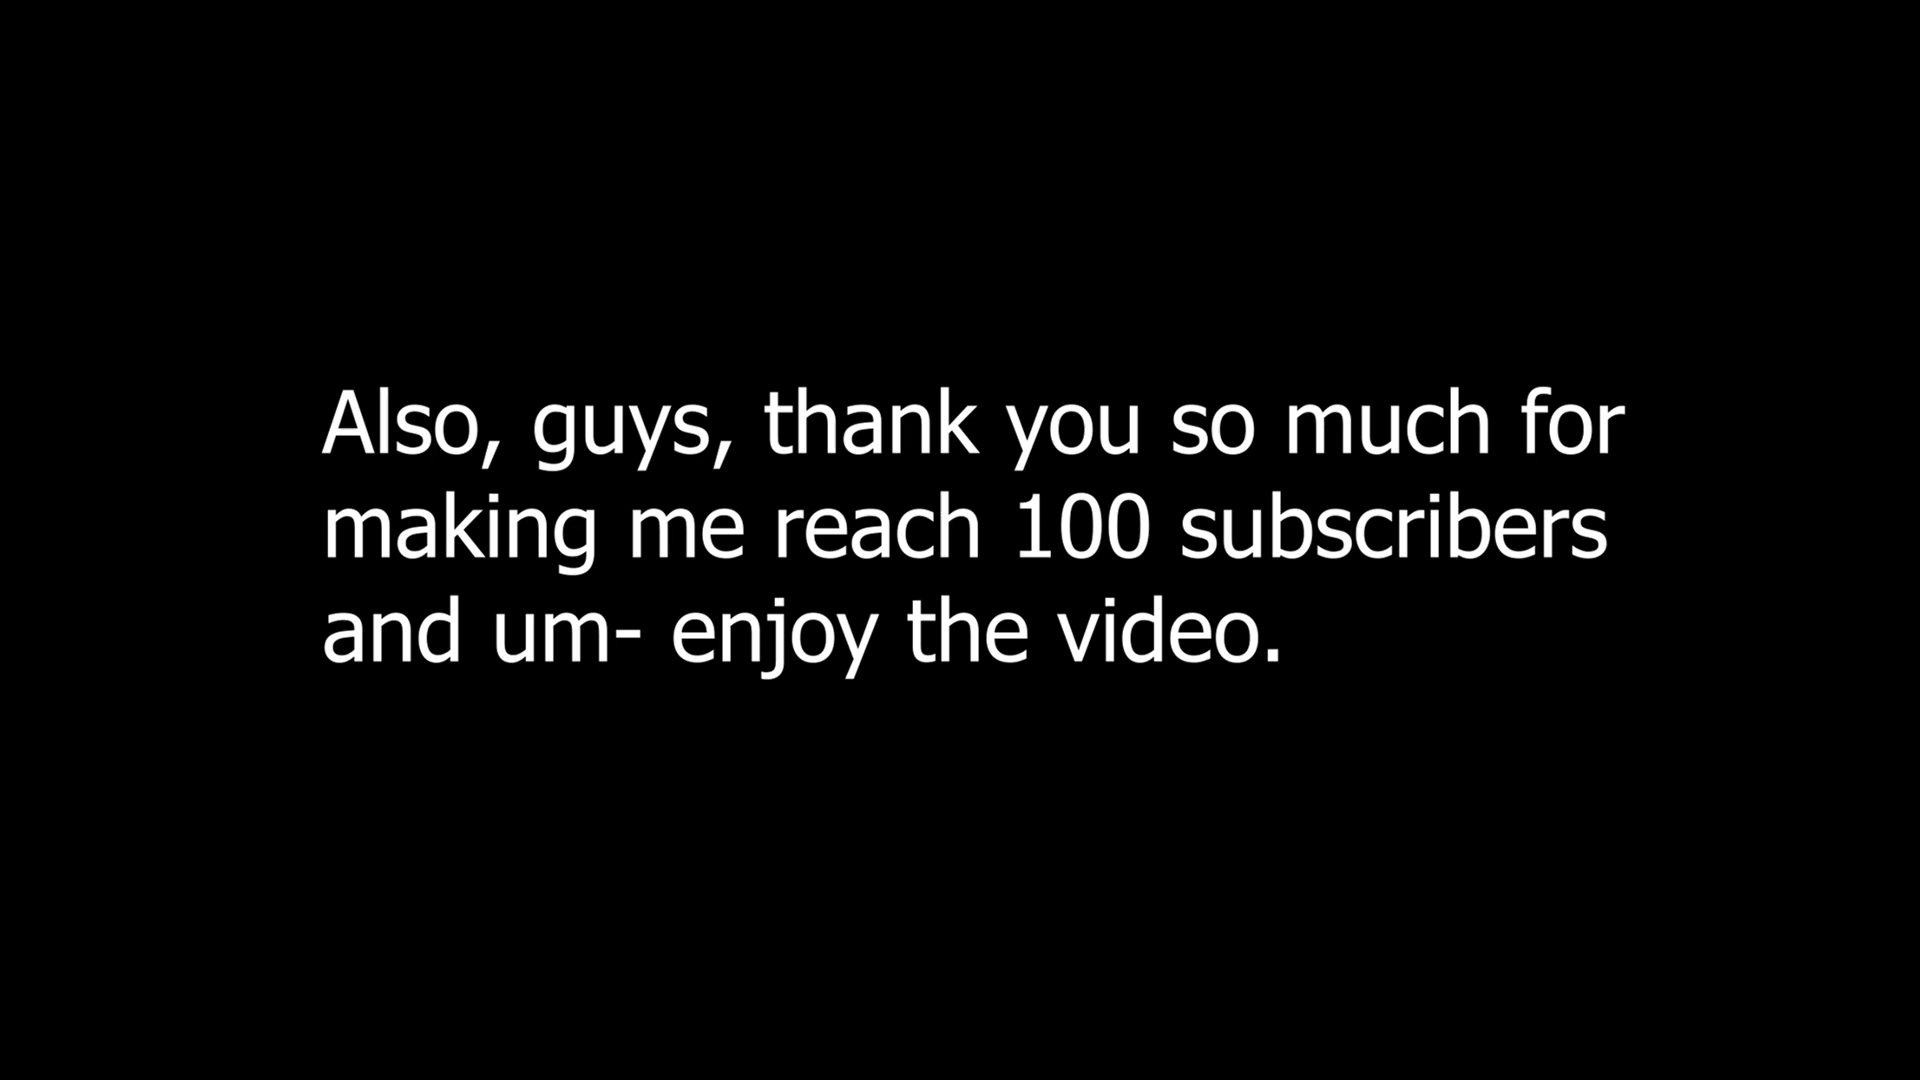 Also, guys, thank you so much for
making me reach 100 subscribers
and um- enjoy the video.